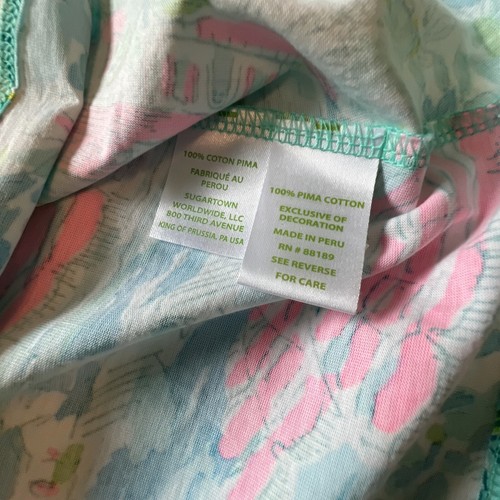 100% COTON PIMA
FABRIQUÉ AU
PEROU
SUGARTOWN
WORLDWIDE, LLC
800 THIRD AVENUE
KING OF PRUSSIA, PA USA
100% PIMA COTTON
EXCLUSIVE OF
DECORATION
MADE IN PERU
RN # 88189
SEE REVERSE
FOR CARE